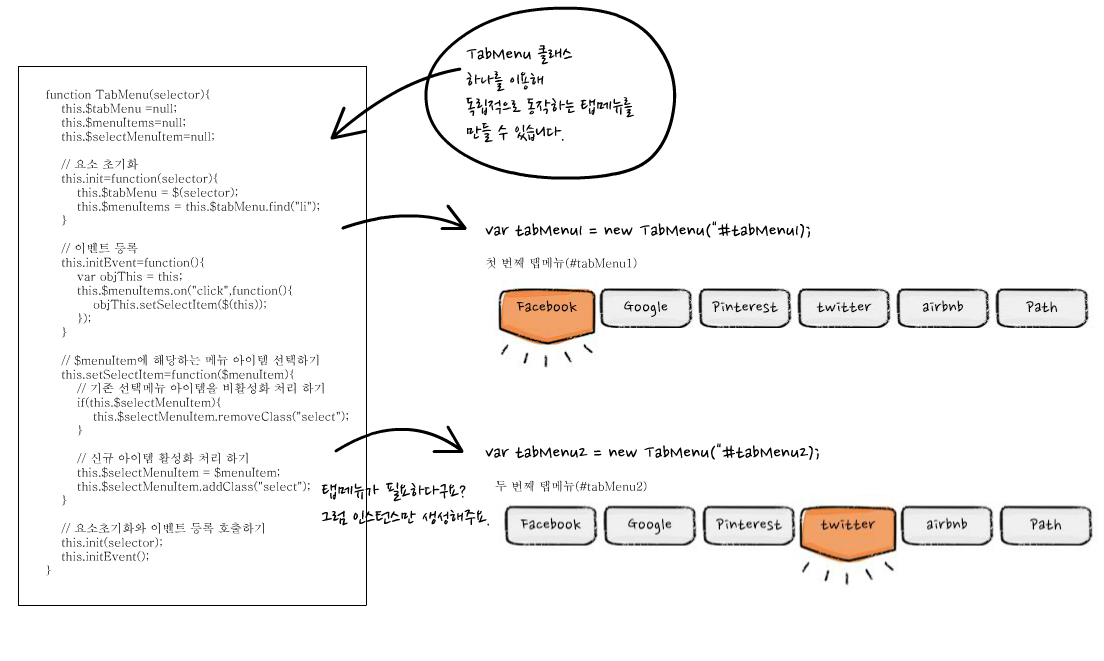 TabMenu 클래스
하나를 이용해
독립적으로 동작하는 탭메뉴를
만들 수 있습니다.
function TabMenu(selector){
this.$tabMenu =null;
this.$menuItems=null;
this.$selectMenuItem=null;
// 요소 초기화
this.init=function(selector){
this.$tabMenu = $(selector);
this.$menuItems = this.$tabMenu.find("li");
}
// 이벤트 등록
this.initEvent=function(){
var objThis = this;
this.$menuItems.on("click",function(){
objThis.setSelectItem($(this));
});
}
// $menuItem에 해당하는 메뉴 아이템 선택하기
this.setSelectItem=function($menuItem){
// 기존 선택메뉴 아이템을 비활성화 처리 하기
if(this.$selectMenuItem){
this.$selectMenuItem.removeClass("select");
}
// 신규 아이템 활성화 처리 하기
this.$selectMenuItem = $menuItem;
this.$selectMenuItem.addClass("select");
}
// 요소초기화와 이벤트 등록 호출하기
this.init(selector);
this.initEvent();
}
var tabMenu1 = new TabMenu("#tabMenu1);
첫 번째 탭메뉴(#tabMenu1)
Facebook Google Pinterest twitter airbnb Path
var tabMenu2 = new TabMenu("#tabMenu2);
탭메뉴가 필요하다구요?
그럼 인스턴스만 생성해주요.
두 번째 탭메뉴(#tabMenu2)
Facebook Google Pinterest twitter airbnb Path